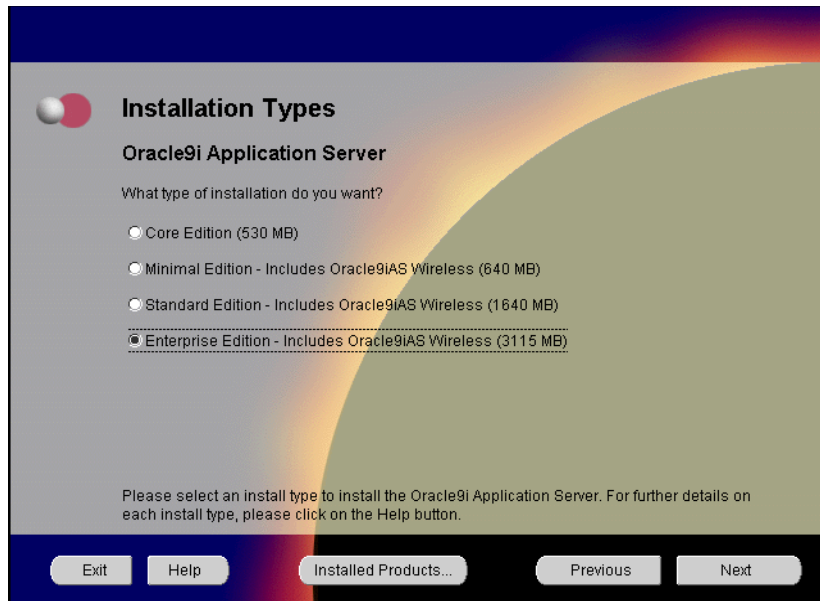 Installation Types
Oracle9i Application Server
What type of installation do you want?
Core Edition (530 MB)
Minimal Edition - Includes Oracle9iAS Wireless (640 MB)
Standard Edition - Includes Oracle9iAS Wireless (1640 MB)
Enterprise Edition - Includes Oracle9iAS Wireless (3115 MB)
Please select an install type to install the Oracle9i Application Server. For further details on
each install type, please click on the Help button.
Exit Help Installed Products... Previous Next